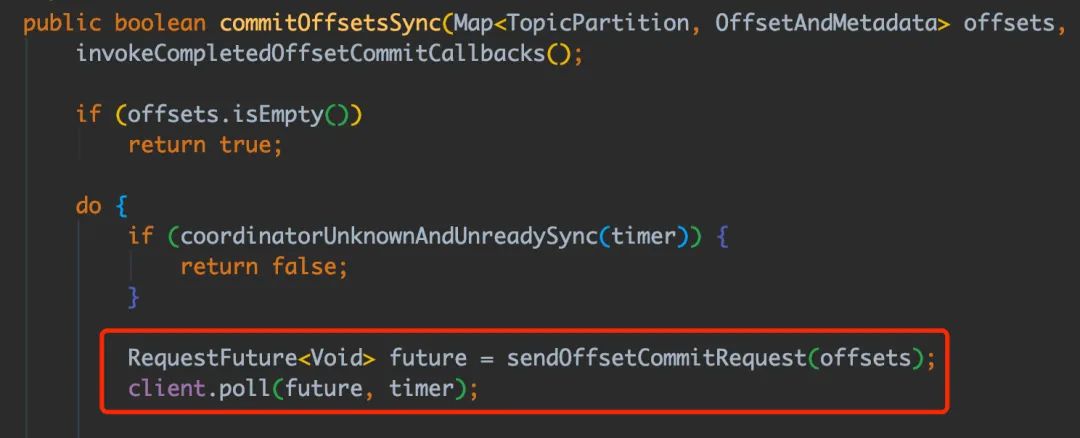 public boolean commitOffsetsSync(Map<TopicPartition, OffsetAndMetadata> offsets,
invokeCompletedOffsetCommitCallbacks();
if (offsets.isEmpty())
return true;
do {
if (coordinatorUnknownAndUnreadySync(timer)) {
return false;
}
RequestFuture<Void> future = sendOffsetCommitRequest(offsets);
client.poll(future, timer);